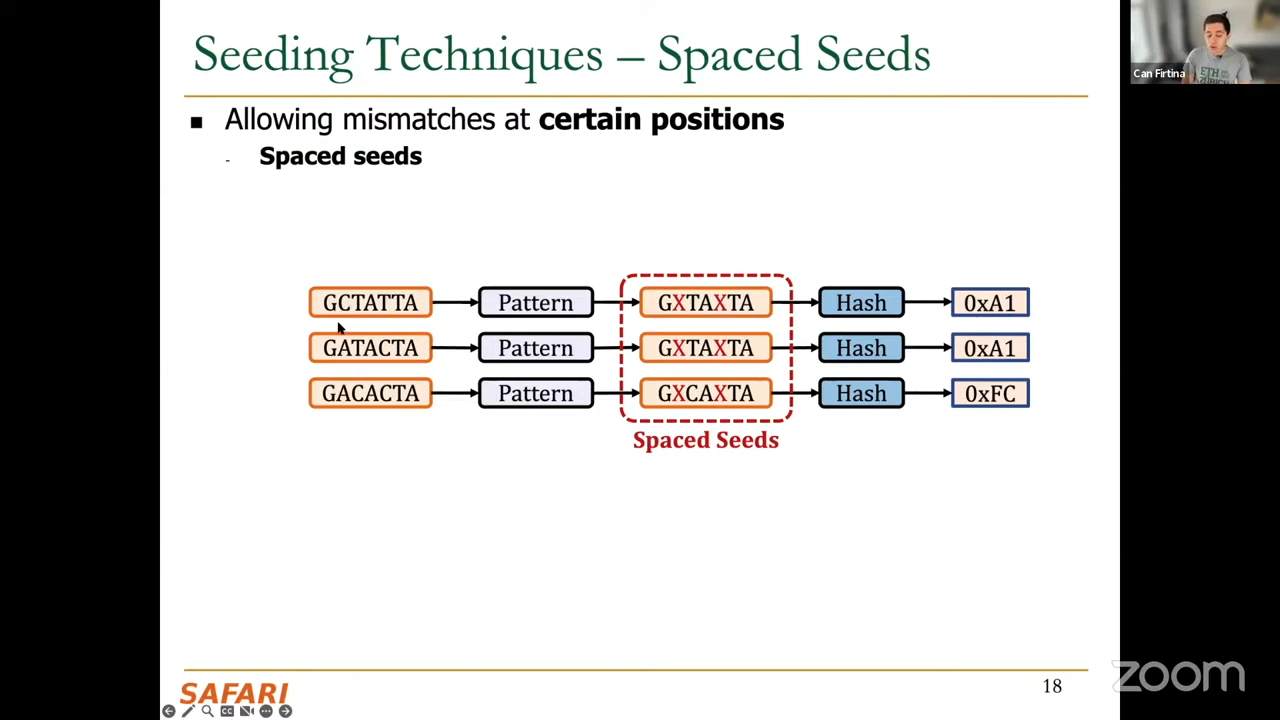 Seeding Techniques – Spaced Seeds
Can Firtina
■ Allowing mismatches at certain positions
- Spaced seeds
GCTATTA Pattern GXTAXTA Hash 0xA1
GATACTA Pattern GXTAXTA Hash 0xA1
GACACTA Pattern GXCAXTA Hash 0xFC
Spaced Seeds
SAFARI
18
zoom